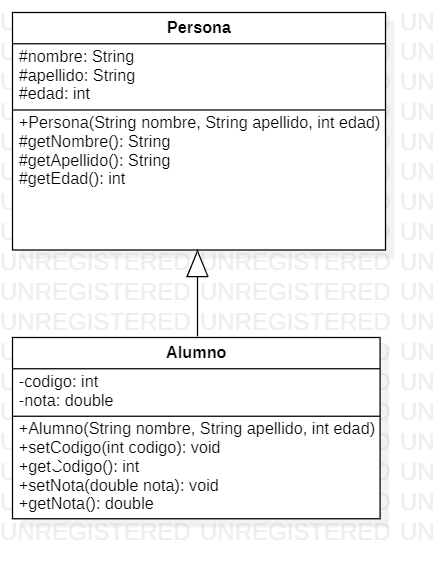 Persona
#nombre: String
#apellido: String
#edad: int
+Persona(String nombre, String apellido, int edad)
#getNombre(): String
#getApellido(): String
#getEdad(): int
UNREGISTERED UNREGISTERED UN
UNREGISTERED UNREGISTERED UN
UNREGISTERED UNREGISTERED UN
Alumno
-codigo: int
-nota: double
+Alumno(String nombre, String apellido, int edad)
+setCodigo(int codigo): void
+getCodigo(): int
+setNota(double nota): void
+getNota(): double
UNREGISTERED UNREGISTERED UN